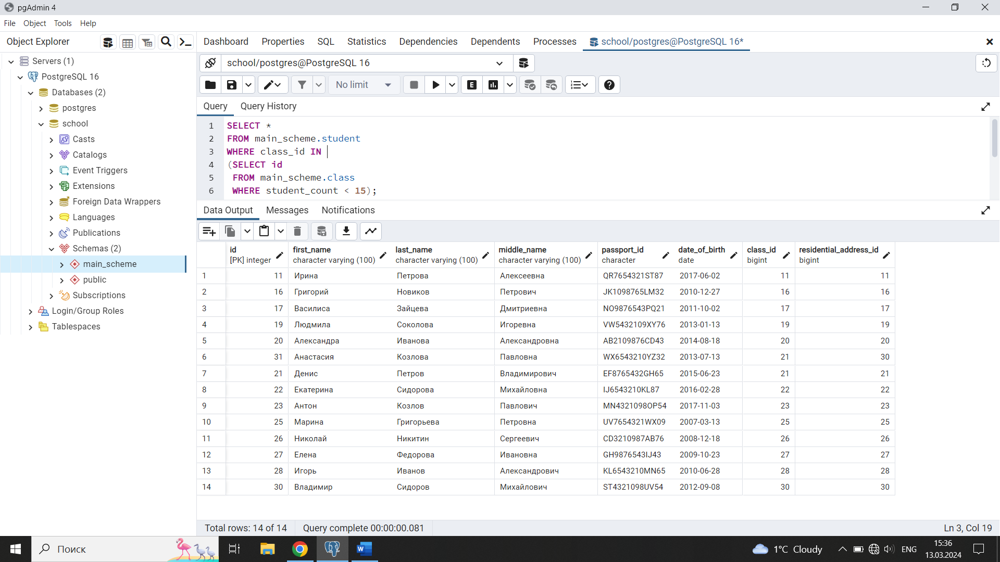 pgAdmin 4
File Object Tools Help
Object Explorer
Dashboard Properties SQL Statistics Dependencies Dependents Processes school/postgres@PostgreSQL 16*
Servers (1)
PostgreSQL 16
Databases (2)
postgres
school
Casts
Catalogs
Event Triggers
Extensions
Foreign Data Wrappers
Languages
Publications
Schemas (2)
main_scheme
public
Subscriptions
Login/Group Roles
Tablespaces
school/postgres@PostgreSQL 16
No limit
Query Query History
1 SELECT *
2 FROM main_scheme.student
3 WHERE class_id IN
4 (SELECT id
5 FROM main_scheme.class
6 WHERE student_count < 15);
Data Output Messages Notifications
id first_name last_name middle_name passport_id date_of_birth class_id residential_address_id
[PK] integer character varying (100) character varying (100) character varying (100) character date bigint bigint
1 11 Ирина Петрова Алексеевна QR7654321ST87 2017-06-02 11 11
2 16 Григорий Новиков Петрович JK1098765LM32 2010-12-27 16 16
3 17 Василиса Зайцева Дмитриевна NO9876543PQ21 2011-10-02 17 17
4 19 Людмила Соколова Игоревна VW5432109XY76 2013-01-13 19 19
5 20 Александра Иванова Александровна AB2109876CD43 2014-08-18 20 20
6 31 Анастасия Козлова Павловна WX6543210YZ32 2013-07-13 21 30
7 21 Денис Петров Владимирович EF8765432GH65 2015-06-23 21 21
8 22 Екатерина Сидорова Михайловна IJ6543210KL87 2016-02-28 22 22
9 23 Антон Козлов Павлович MN4321098OP54 2017-11-03 23 23
10 25 Марина Григорьева Петровна UV7654321WX09 2007-03-13 25 25
11 26 Николай Никитин Сергеевич CD3210987AB76 2008-12-18 26 26
12 27 Елена Федорова Ивановна GH9876543IJ43 2009-10-23 27 27
13 28 Игорь Иванов Александрович KL6543210MN65 2010-06-28 28 28
14 30 Владимир Сидоров Михайлович ST4321098UV54 2012-09-08 30 30
Total rows: 14 of 14 Query complete 00:00:00.081 Ln 3, Col 19
Поиск
1°C Cloudy
ENG
15:36
13.03.2024